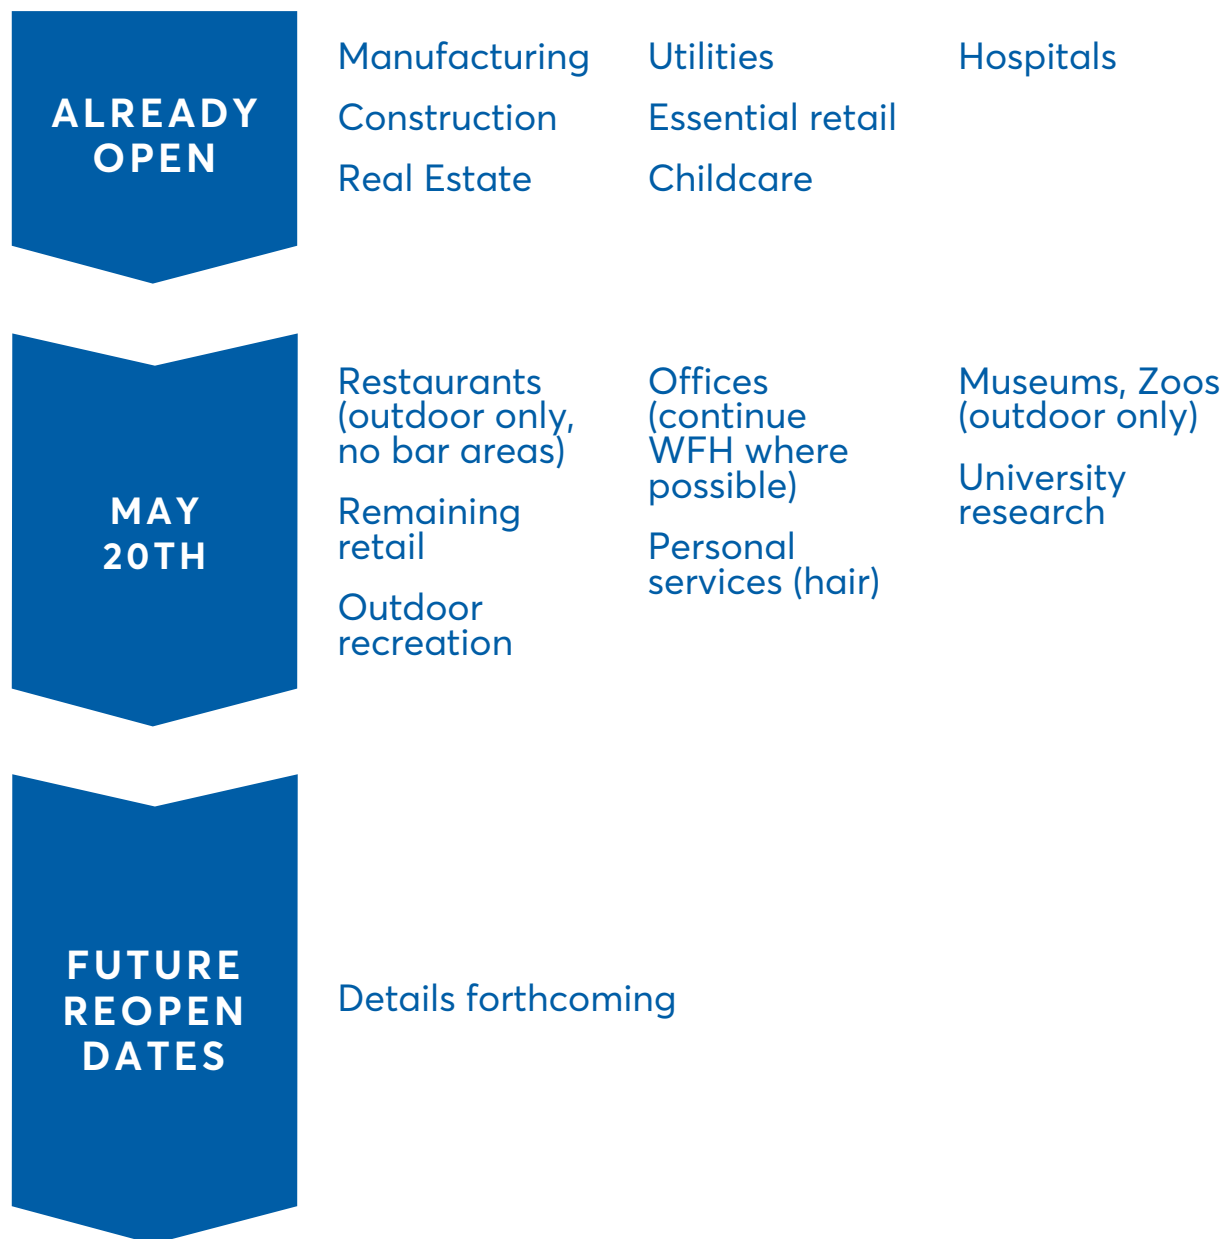 ALREADY
OPEN
Manufacturing
Construction
Real Estate
Utilities
Essential retail
Childcare
Hospitals
MAY
20TH
Restaurants
(outdoor only,
no bar areas)
Remaining
retail
Outdoor
recreation
Offices
(continue
WFH where
possible)
Personal
services (hair)
Museums, Zoos
(outdoor only)
University
research
FUTURE
REOPEN
DATES
Details forthcoming